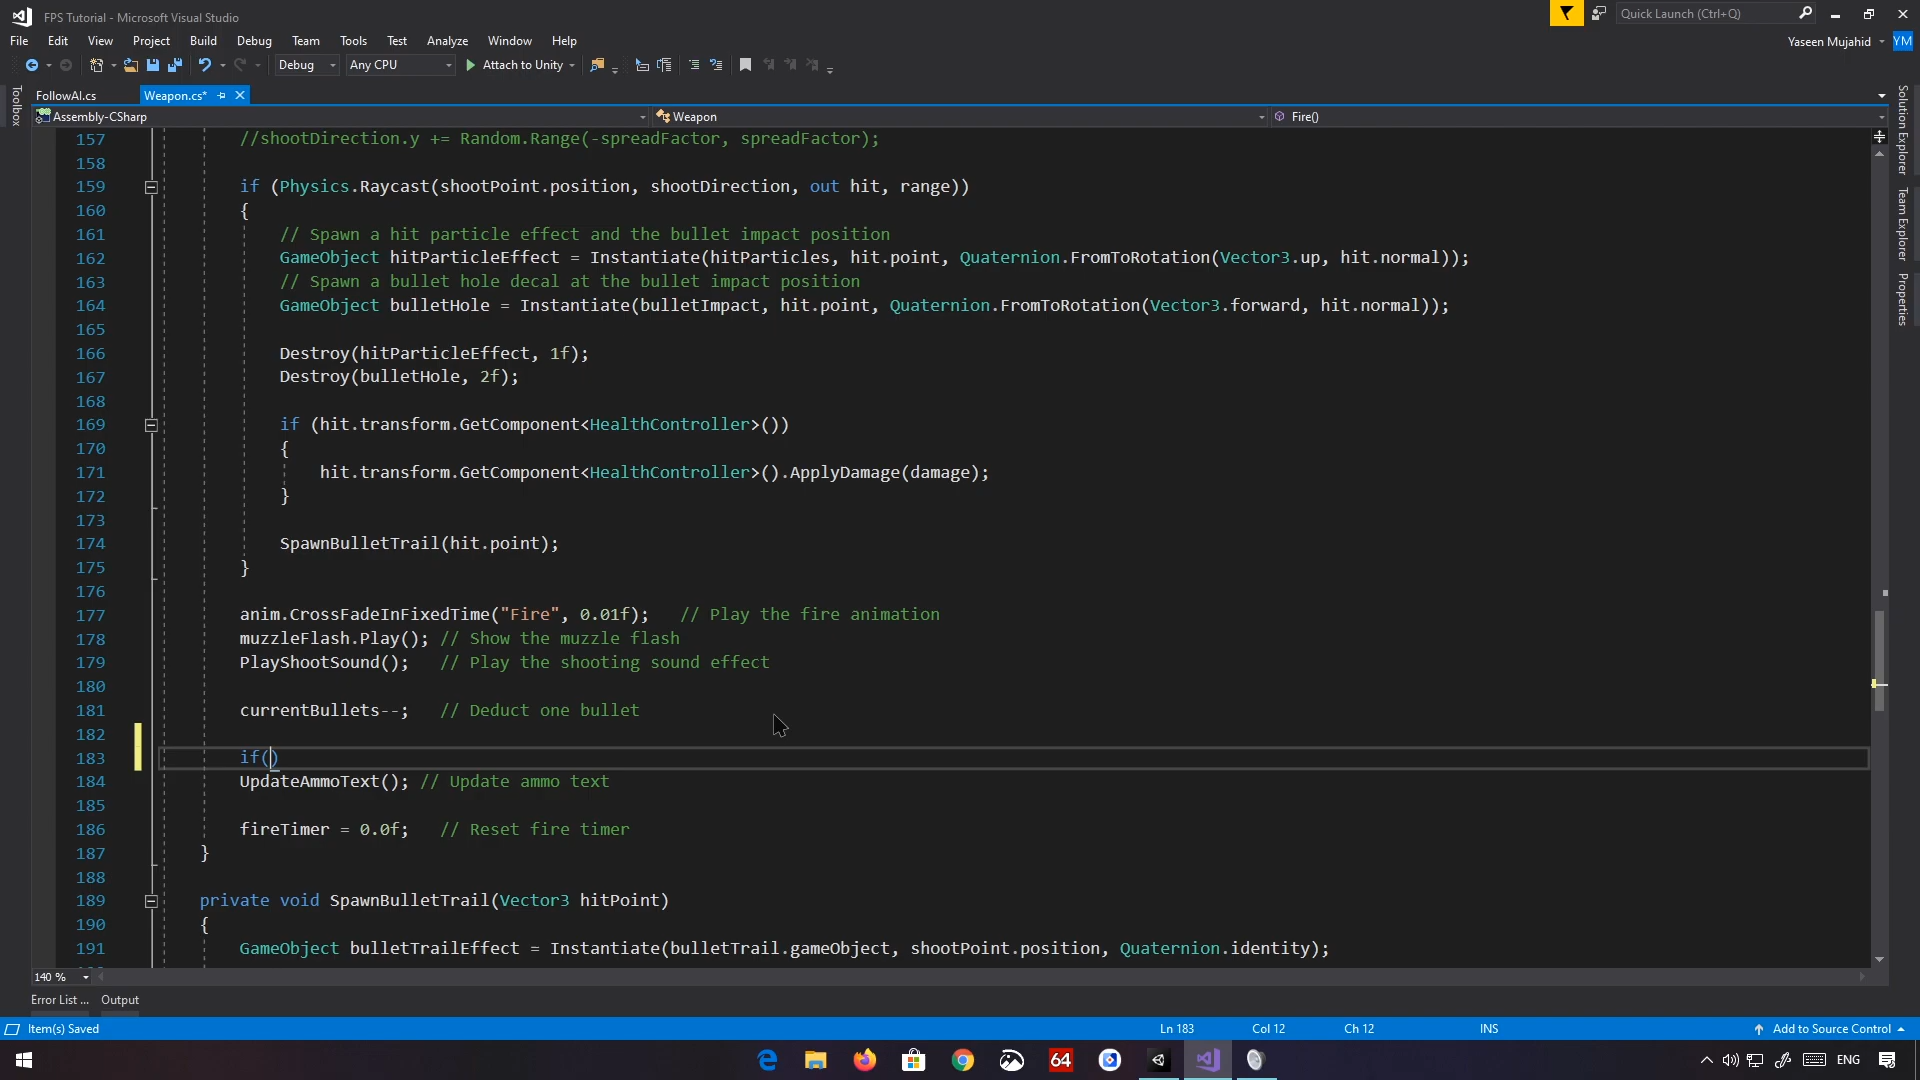 FPS Tutorial - Microsoft Visual Studio
Quick Launch (Ctrl+Q)
File Edit View Project Build Debug Team Tools Test Analyze Window Help
Yaseen Mujahid YM
Debug Any CPU Attach to Unity
Toolbox
FollowAI.cs Weapon.cs*
Assembly-CSharp Weapon Fire()
157 //shootDirection.y += Random.Range(-spreadFactor, spreadFactor);
158
159 if (Physics.Raycast(shootPoint.position, shootDirection, out hit, range))
160 {
161 // Spawn a hit particle effect and the bullet impact position
162 GameObject hitParticleEffect = Instantiate(hitParticles, hit.point, Quaternion.FromToRotation(Vector3.up, hit.normal));
163 // Spawn a bullet hole decal at the bullet impact position
164 GameObject bulletHole = Instantiate(bulletImpact, hit.point, Quaternion.FromToRotation(Vector3.forward, hit.normal));
165
166 Destroy(hitParticleEffect, 1f);
167 Destroy(bulletHole, 2f);
168
169 if (hit.transform.GetComponent<HealthController>())
170 {
171 hit.transform.GetComponent<HealthController>().ApplyDamage(damage);
172 }
173
174 SpawnBulletTrail(hit.point);
175 }
176
177 anim.CrossFadeInFixedTime("Fire", 0.01f); // Play the fire animation
178 muzzleFlash.Play(); // Show the muzzle flash
179 PlayShootSound(); // Play the shooting sound effect
180
181 currentBullets--; // Deduct one bullet
182
183 if()
184 UpdateAmmoText(); // Update ammo text
185
186 fireTimer = 0.0f; // Reset fire timer
187 }
188
189 private void SpawnBulletTrail(Vector3 hitPoint)
190 {
191 GameObject bulletTrailEffect = Instantiate(bulletTrail.gameObject, shootPoint.position, Quaternion.identity);
Solution Explorer
Team Explorer
Properties
140 %
Error List ... Output
Item(s) Saved Ln 183 Col 12 Ch 12 INS Add to Source Control
64
ENG